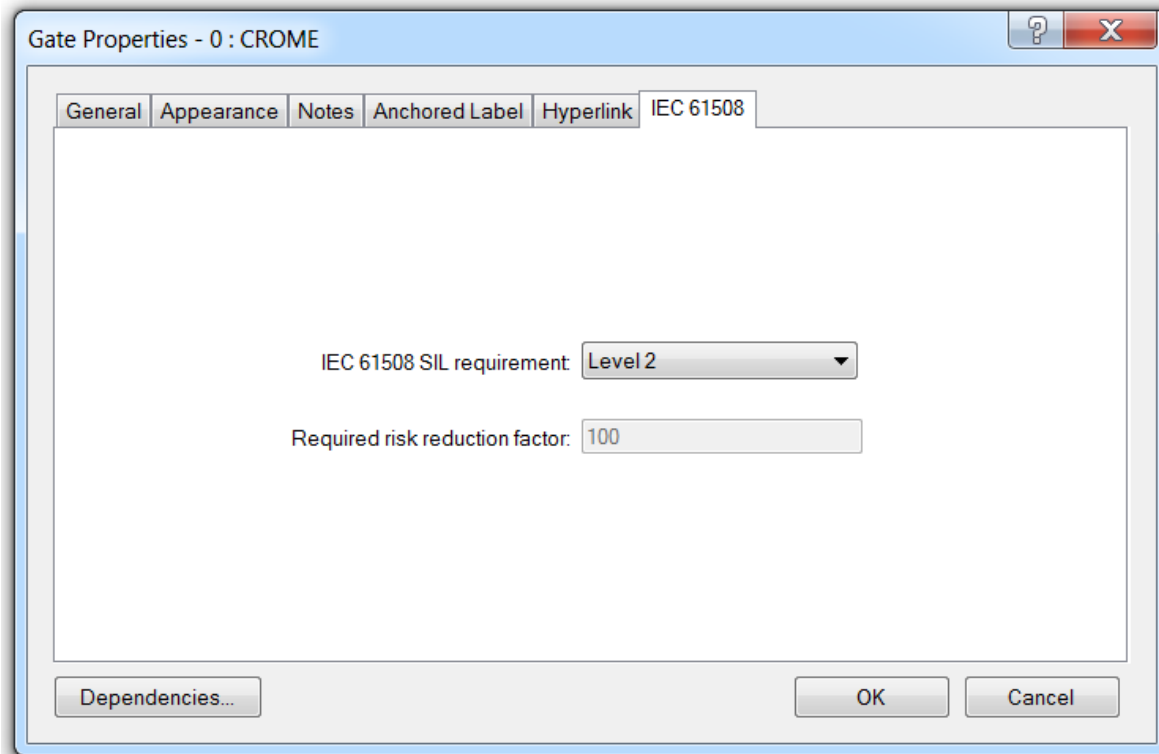 Gate Properties - 0 : CROME
General Appearance Notes Anchored Label Hyperlink IEC 61508
IEC 61508 SIL requirement: Level 2
Required risk reduction factor: 100
Dependencies... OK Cancel